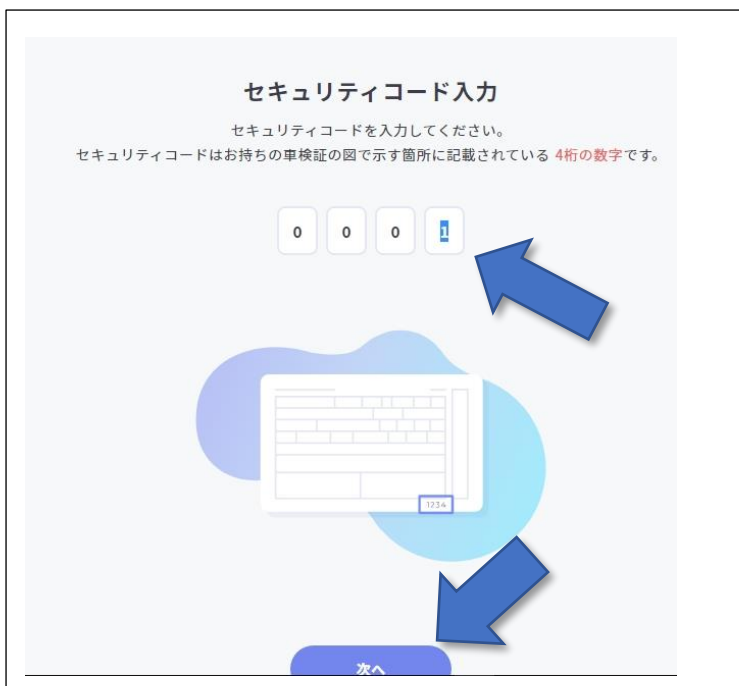 セキュリティコード入力
セキュリティコードを入力してください。
セキュリティコードはお持ちの車検証の図で示す箇所に記載されている 4桁の数字です。
0 0 0 1
1234
次へ